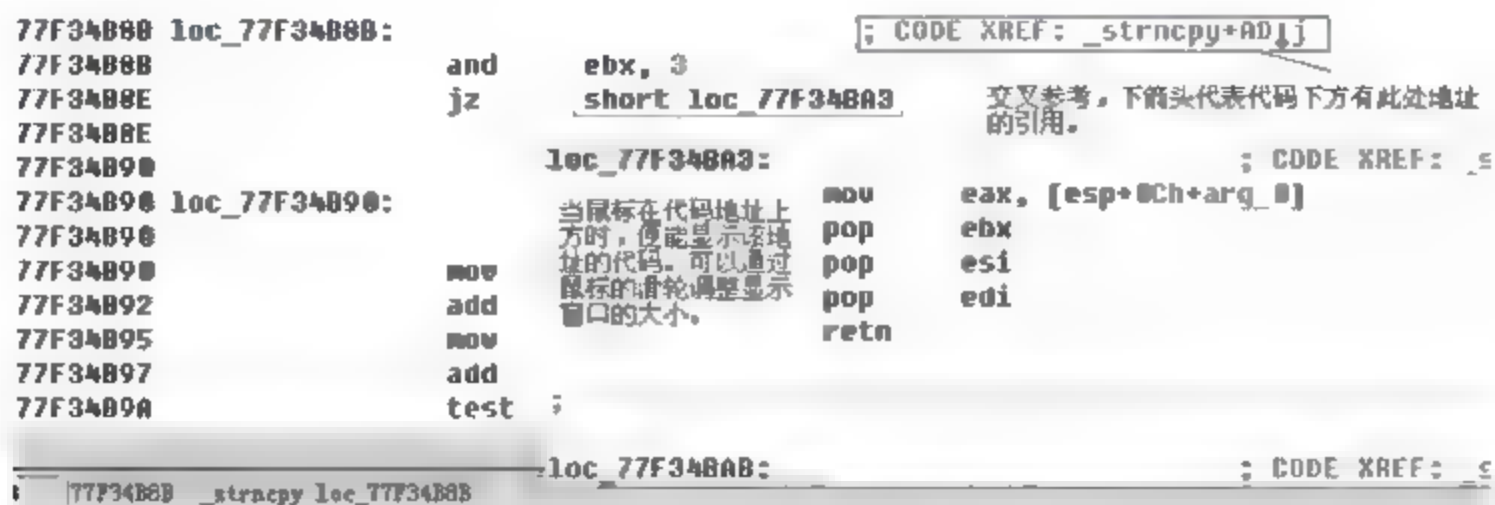 77F34B8B loc_77F34B8B:
; CODE XREF: _strncpy+AD↓j
77F34B8B and ebx, 3
77F34B8E jz short loc_77F34BA3
交叉参考，下箭头代表代码下方有此处地址
的引用。
77F34B8E
77F34B90
loc_77F34BA3: ; CODE XREF: _s
77F34B90 loc_77F34B90:
mov eax, [esp+0Ch+arg_0]
当鼠标在代码地址上
方时，便能显示该地
址的代码。可以通过
鼠标的滑轮调整显示
窗口的大小。
77F34B90
pop ebx
77F34B90 mov
pop esi
77F34B92 add
pop edi
77F34B95 mov
retn
77F34B97 add
77F34B9A test ;
loc_77F34BAB: ; CODE XREF: _s
77F34B8B _strncpy loc_77F34B8B